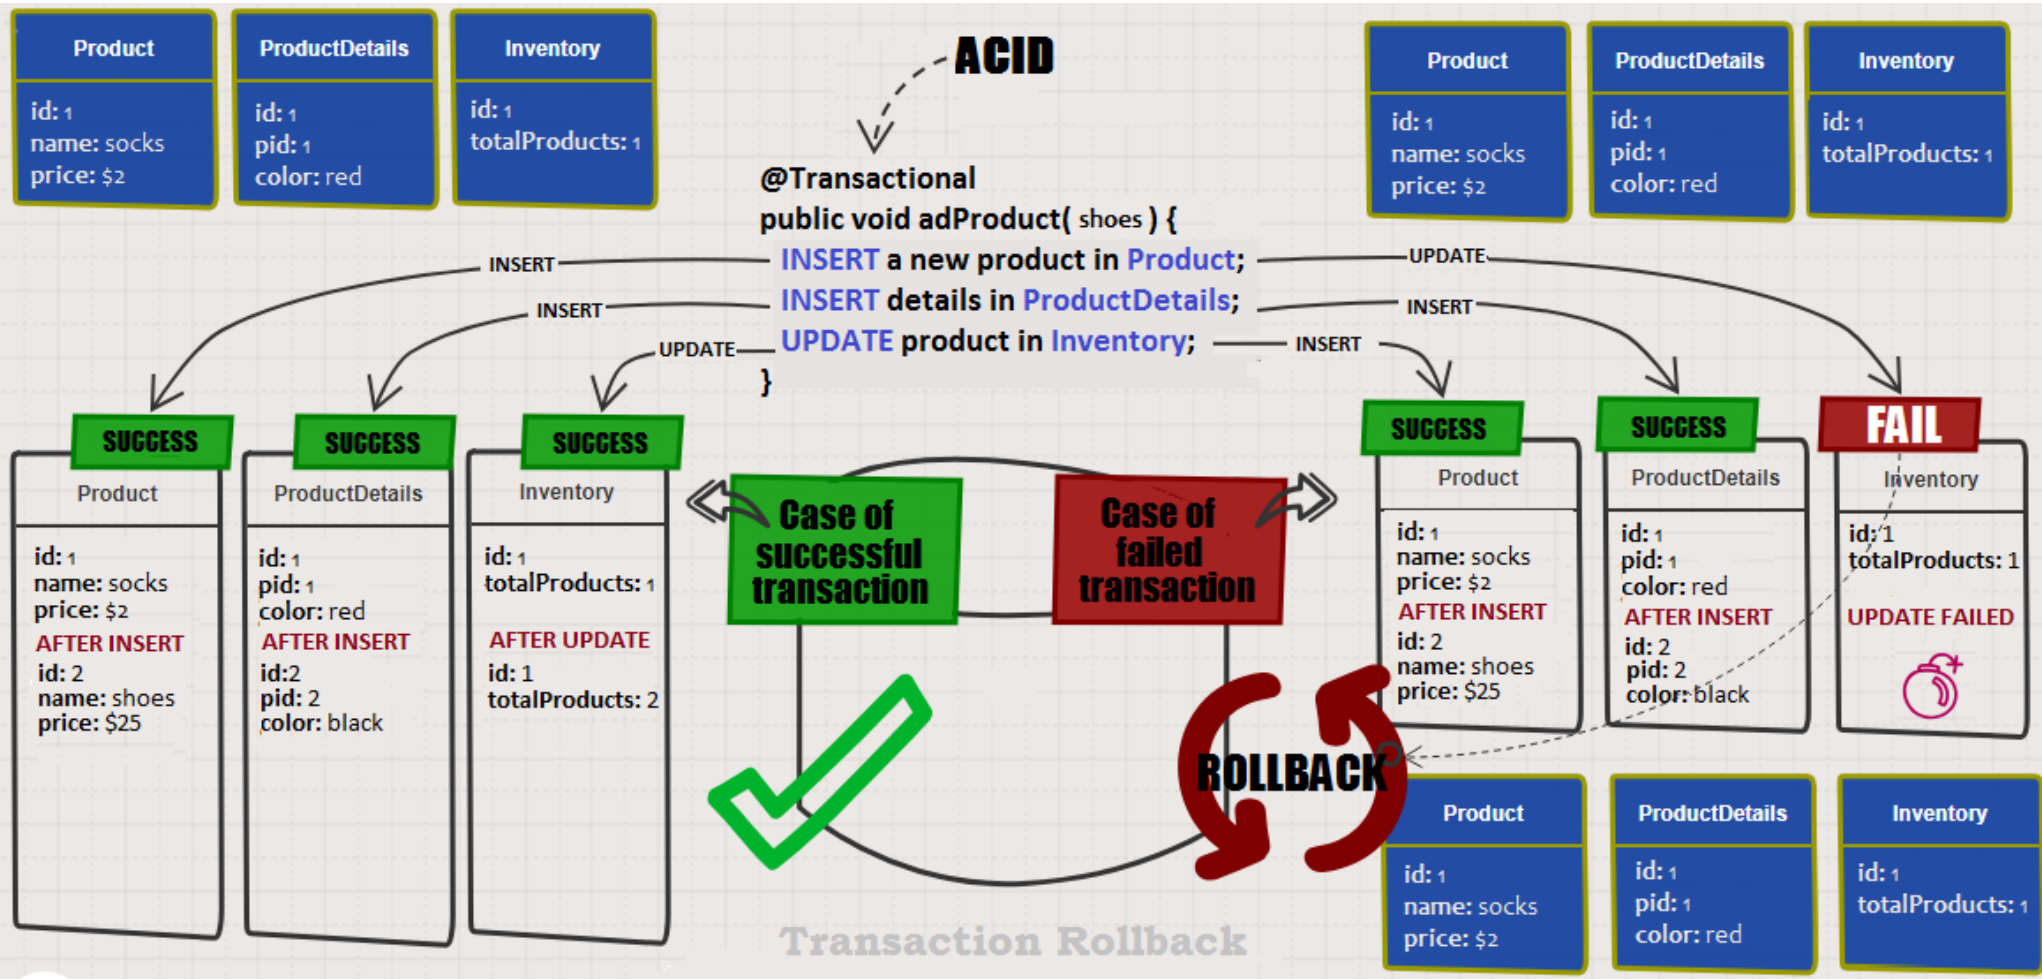 Product
id: 1
name: socks
price: $2
ProductDetails
id: 1
pid: 1
color: red
Inventory
id: 1
totalProducts: 1
ACID
Product
id: 1
name: socks
price: $2
ProductDetails
id: 1
pid: 1
color: red
Inventory
id: 1
totalProducts: 1
@Transactional
public void adProduct( shoes ) {
INSERT a new product in Product;
INSERT details in ProductDetails;
UPDATE product in Inventory;
}
INSERT
INSERT
UPDATE
UPDATE
INSERT
INSERT
SUCCESS
Product
id: 1
name: socks
price: $2
AFTER INSERT
id: 2
name: shoes
price: $25
SUCCESS
ProductDetails
id: 1
pid: 1
color: red
AFTER INSERT
id:2
pid: 2
color: black
SUCCESS
Inventory
id: 1
totalProducts: 1
AFTER UPDATE
id: 1
totalProducts: 2
Case of
successful
transaction
Case of
failed
transaction
SUCCESS
Product
id: 1
name: socks
price: $2
AFTER INSERT
id: 2
name: shoes
price: $25
SUCCESS
ProductDetails
id: 1
pid: 1
color: red
AFTER INSERT
id: 2
pid: 2
color: black
FAIL
Inventory
id: 1
totalProducts: 1
UPDATE FAILED
ROLLBACK
Product
id: 1
name: socks
price: $2
ProductDetails
id: 1
pid: 1
color: red
Inventory
id: 1
totalProducts: 1
Transaction Rollback